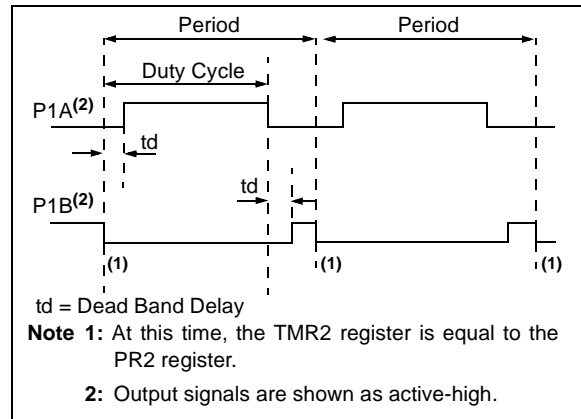 Period Period
Duty Cycle
P1A(2)
td
td
P1B(2)
(1) (1) (1)
td = Dead Band Delay
Note 1: At this time, the TMR2 register is equal to the
PR2 register.
2: Output signals are shown as active-high.